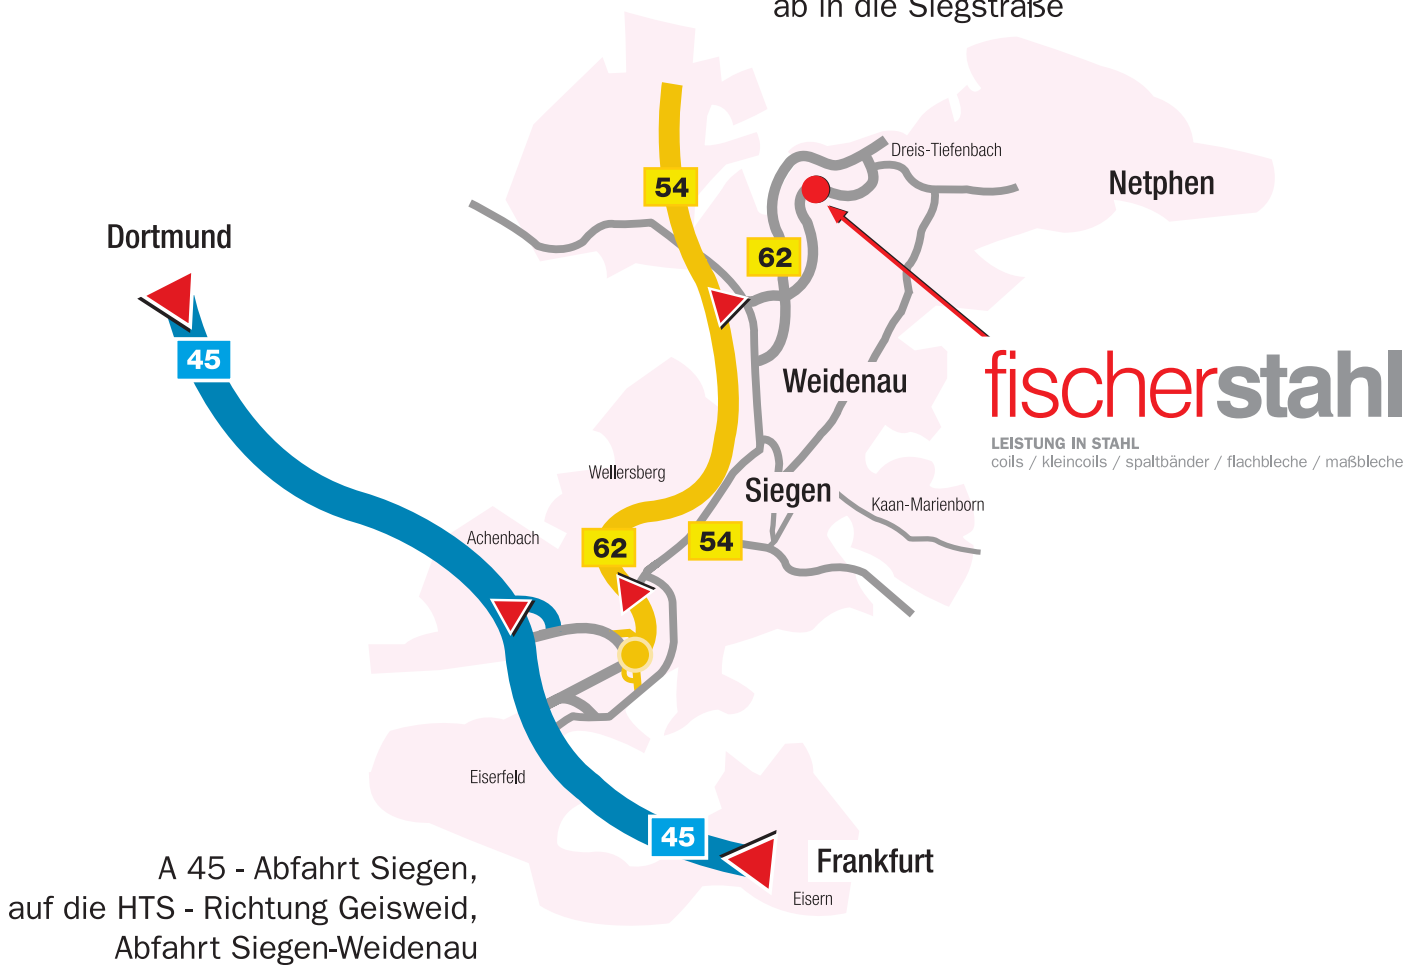 ab in die Siegstraße
Dreis-Tiefenbach
Netphen
54
Dortmund
62
45
Weidenau
fischerstahl
LEISTUNG IN STAHL
coils / kleincoils / spaltbänder / flachbleche / maßbleche
Wellersberg
Siegen
Kaan-Marienborn
Achenbach
62
54
Eiserfeld
45
Frankfurt
Eisern
A 45 - Abfahrt Siegen,
auf die HTS - Richtung Geisweid,
Abfahrt Siegen-Weidenau